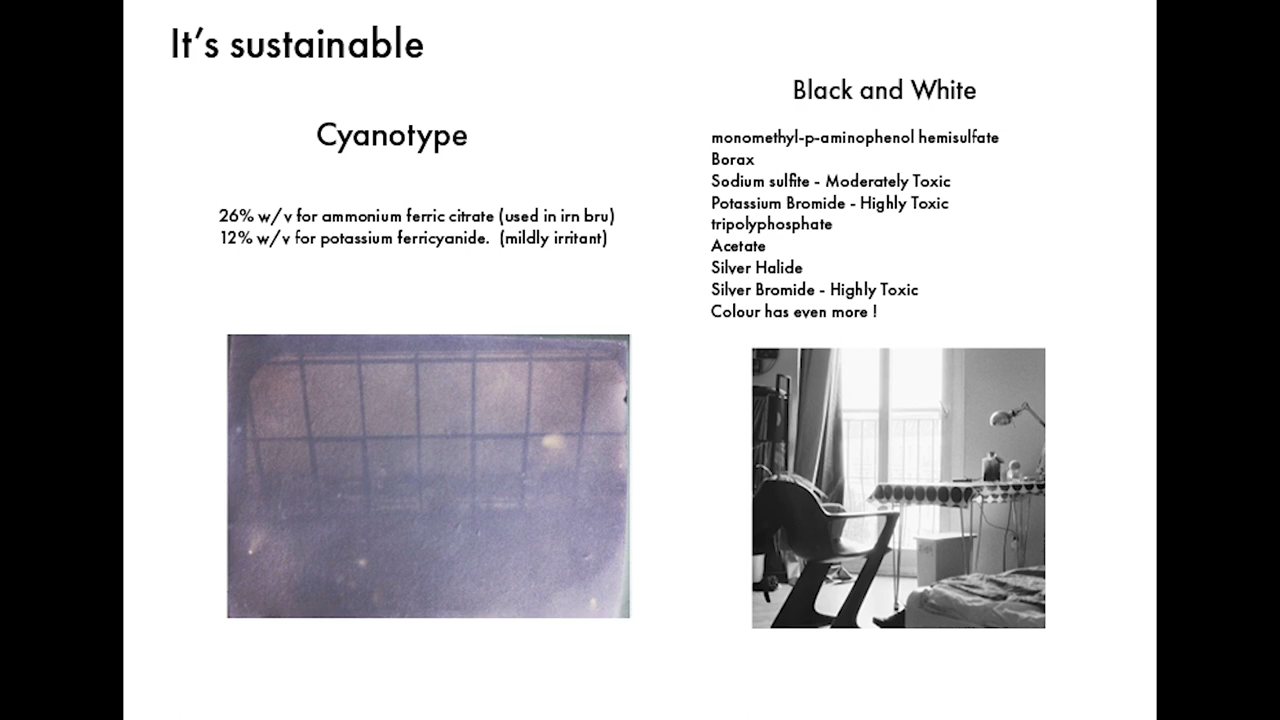 It's sustainable
Cyanotype
26% w/v for ammonium ferric citrate (used in irn bru)
12% w/v for potassium ferricyanide.  (mildly irritant)
Black and White
monomethyl-p-aminophenol hemisulfate
Borax
Sodium sulfite - Moderately Toxic
Potassium Bromide - Highly Toxic
tripolyphosphate
Acetate
Silver Halide
Silver Bromide - Highly Toxic
Colour has even more !